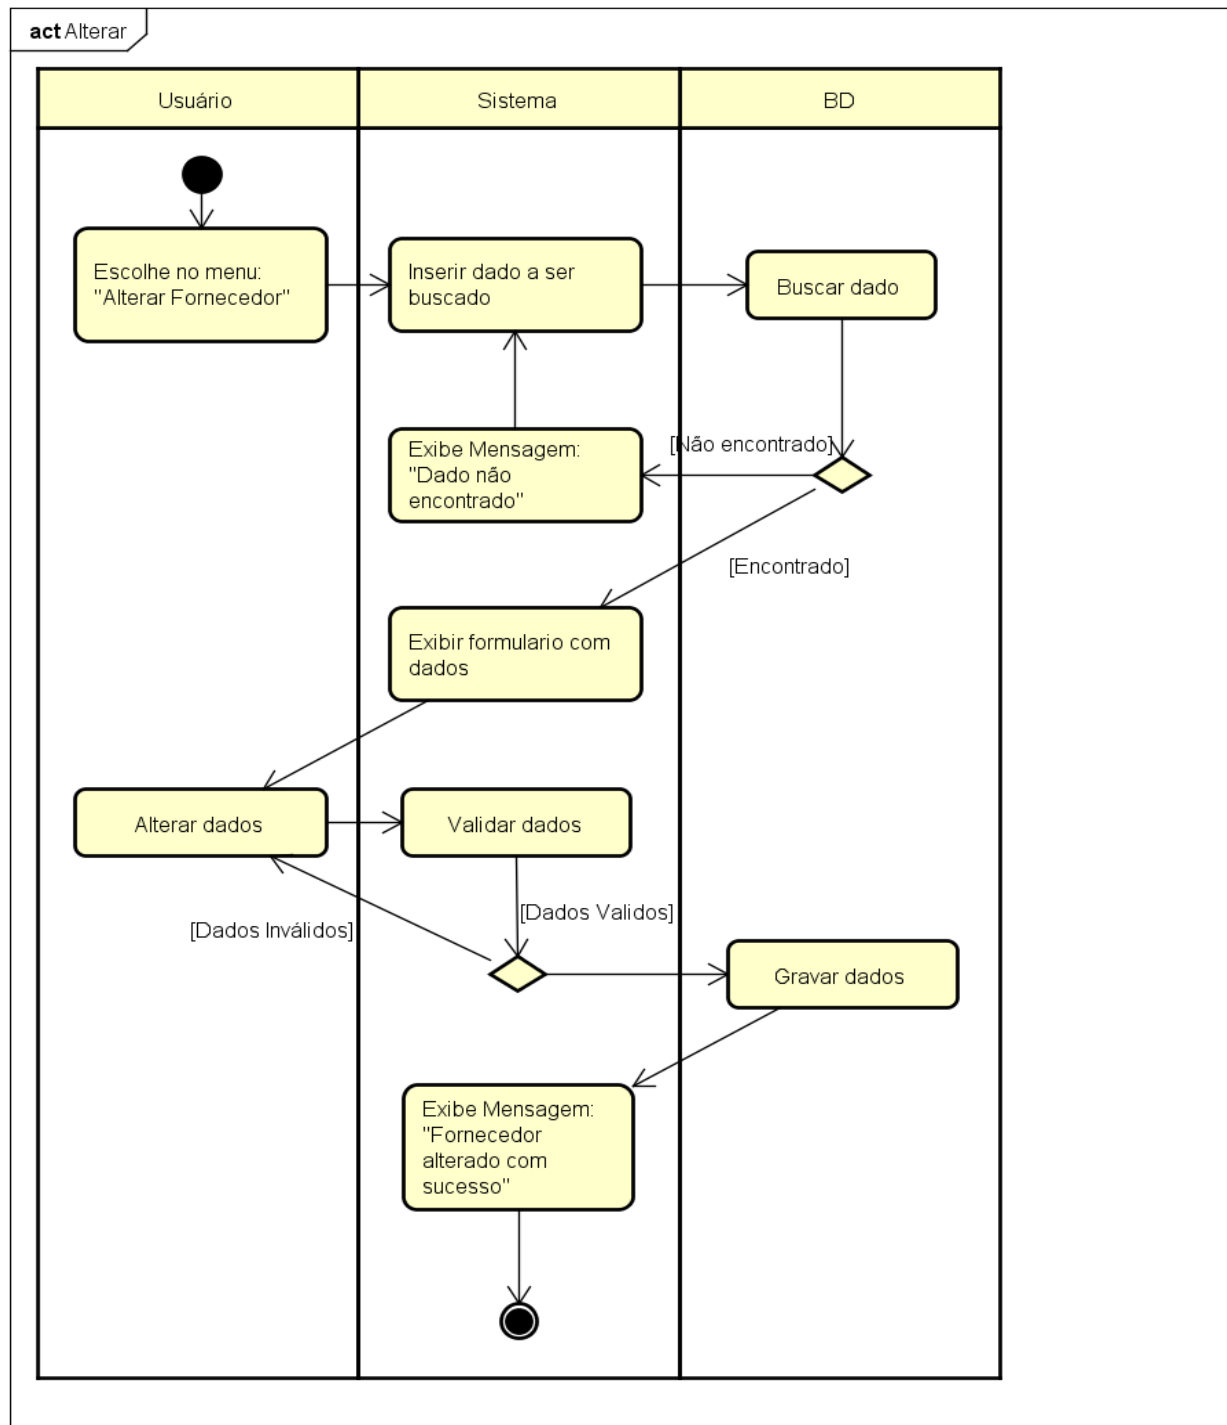 act Alterar
Usuário
Sistema
BD
Escolhe no menu:
"Alterar Fornecedor"
Inserir dado a ser
buscado
Buscar dado
[Não encontrado]
Exibe Mensagem:
"Dado não
encontrado"
[Encontrado]
Exibir formulario com
dados
Alterar dados
Validar dados
[Dados Validos]
[Dados Inválidos]
Gravar dados
Exibe Mensagem:
"Fornecedor
alterado com
sucesso"